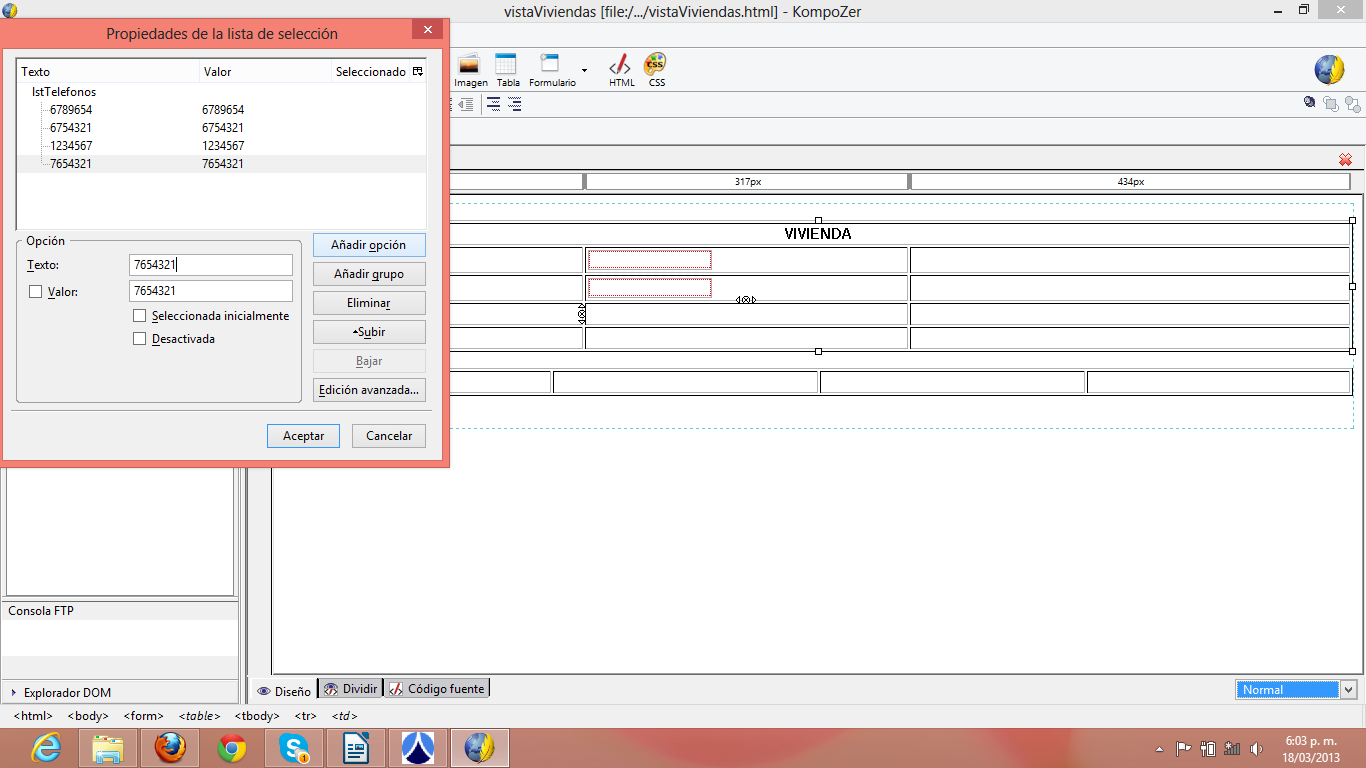 vistaViviendas [file:/.../vistaViviendas.html] - KompoZer
Propiedades de la lista de selección
Texto Valor Seleccionado
lstTelefonos
6789654 6789654
6754321 6754321
1234567 1234567
7654321 7654321
Opción
Texto: 7654321
Valor: 7654321
Seleccionada inicialmente
Desactivada
Añadir opción
Añadir grupo
Eliminar
Subir
Bajar
Edición avanzada...
Aceptar Cancelar
Imagen Tabla Formulario HTML CSS
317px 434px
VIVIENDA
Consola FTP
Explorador DOM
Diseño Dividir Código fuente
Normal
<html> <body> <form> <table> <tbody> <tr> <td>
1
6:03 p. m.
18/03/2013